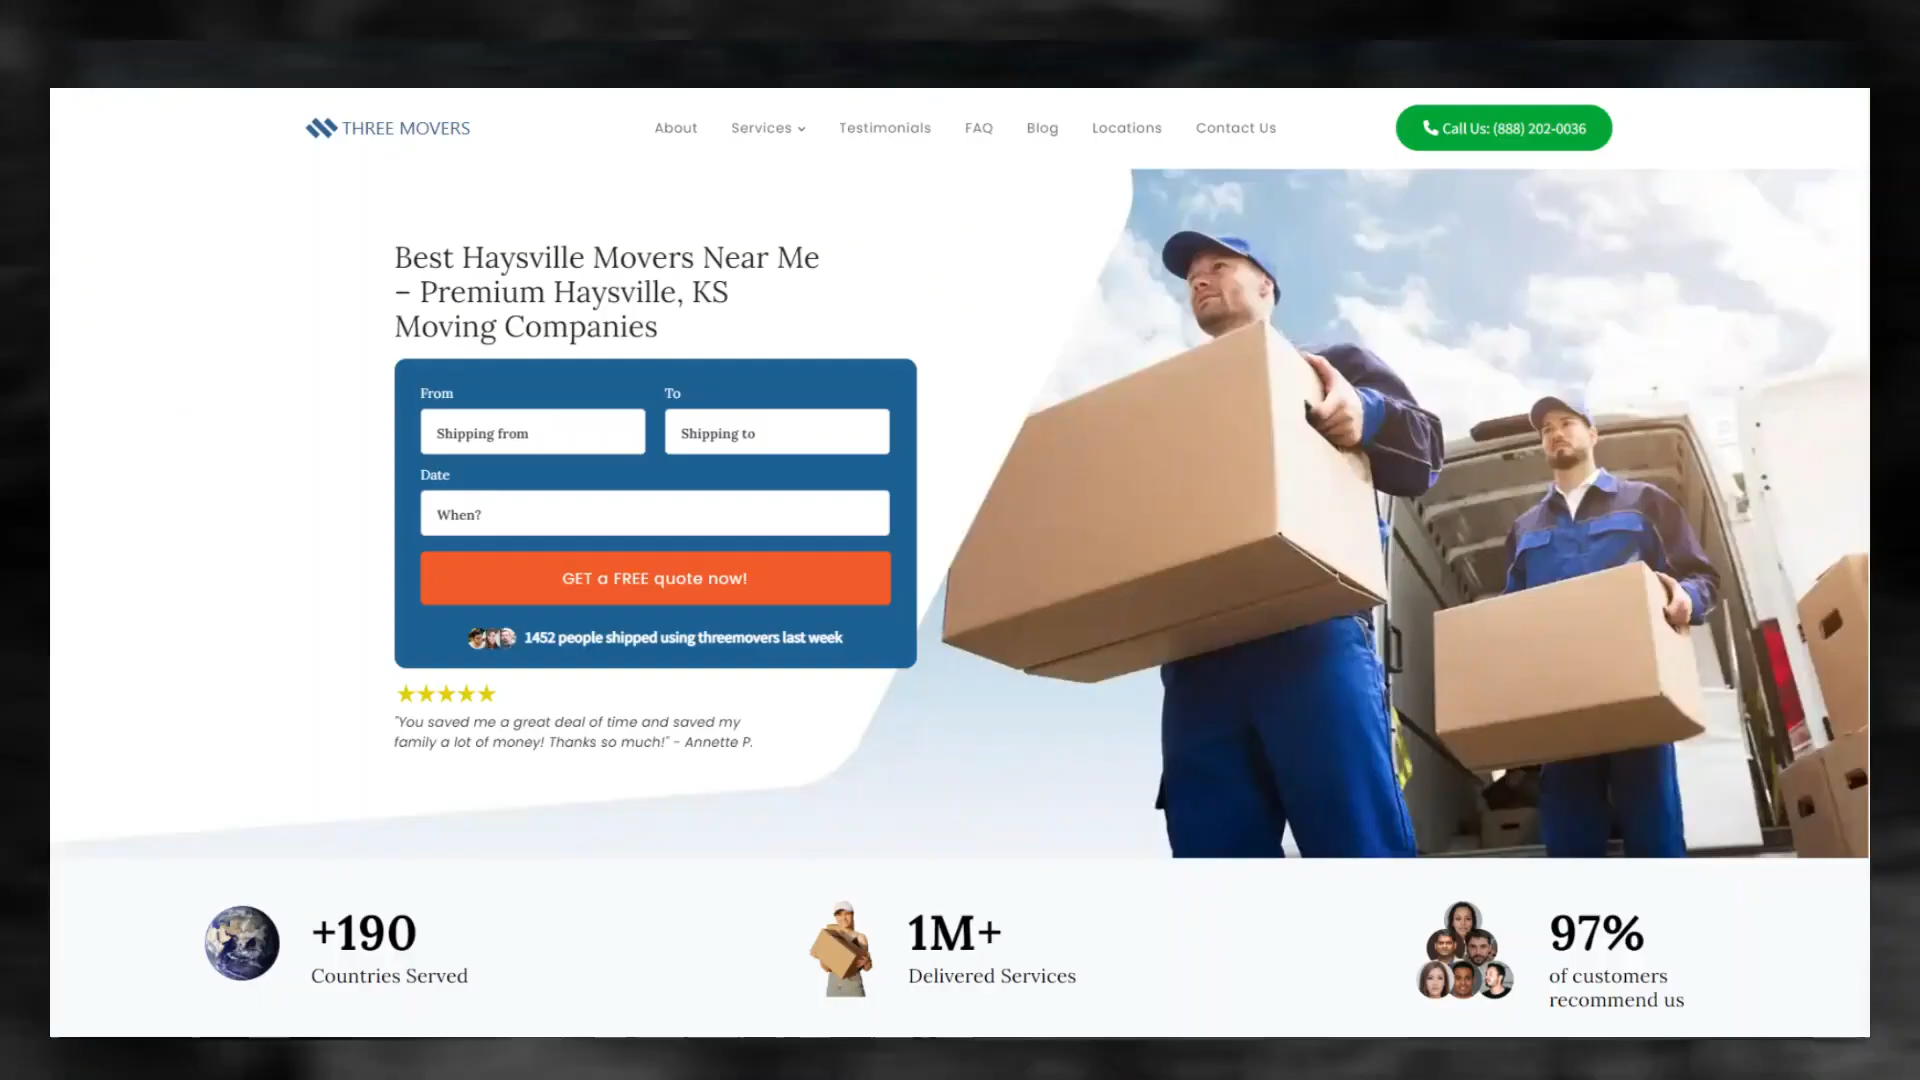 THREE MOVERS
About
Services
Testimonials
FAQ
Blog
Locations
Contact Us
Call Us: (888) 202-0036
Best Haysville Movers Near Me
– Premium Haysville, KS
Moving Companies
From
To
Shipping from
Shipping to
Date
When?
GET a FREE quote now!
1452 people shipped using threemovers last week
"You saved me a great deal of time and saved my
family a lot of money! Thanks so much!" - Annette P.
+190
Countries Served
1M+
Delivered Services
97%
of customers
recommend us